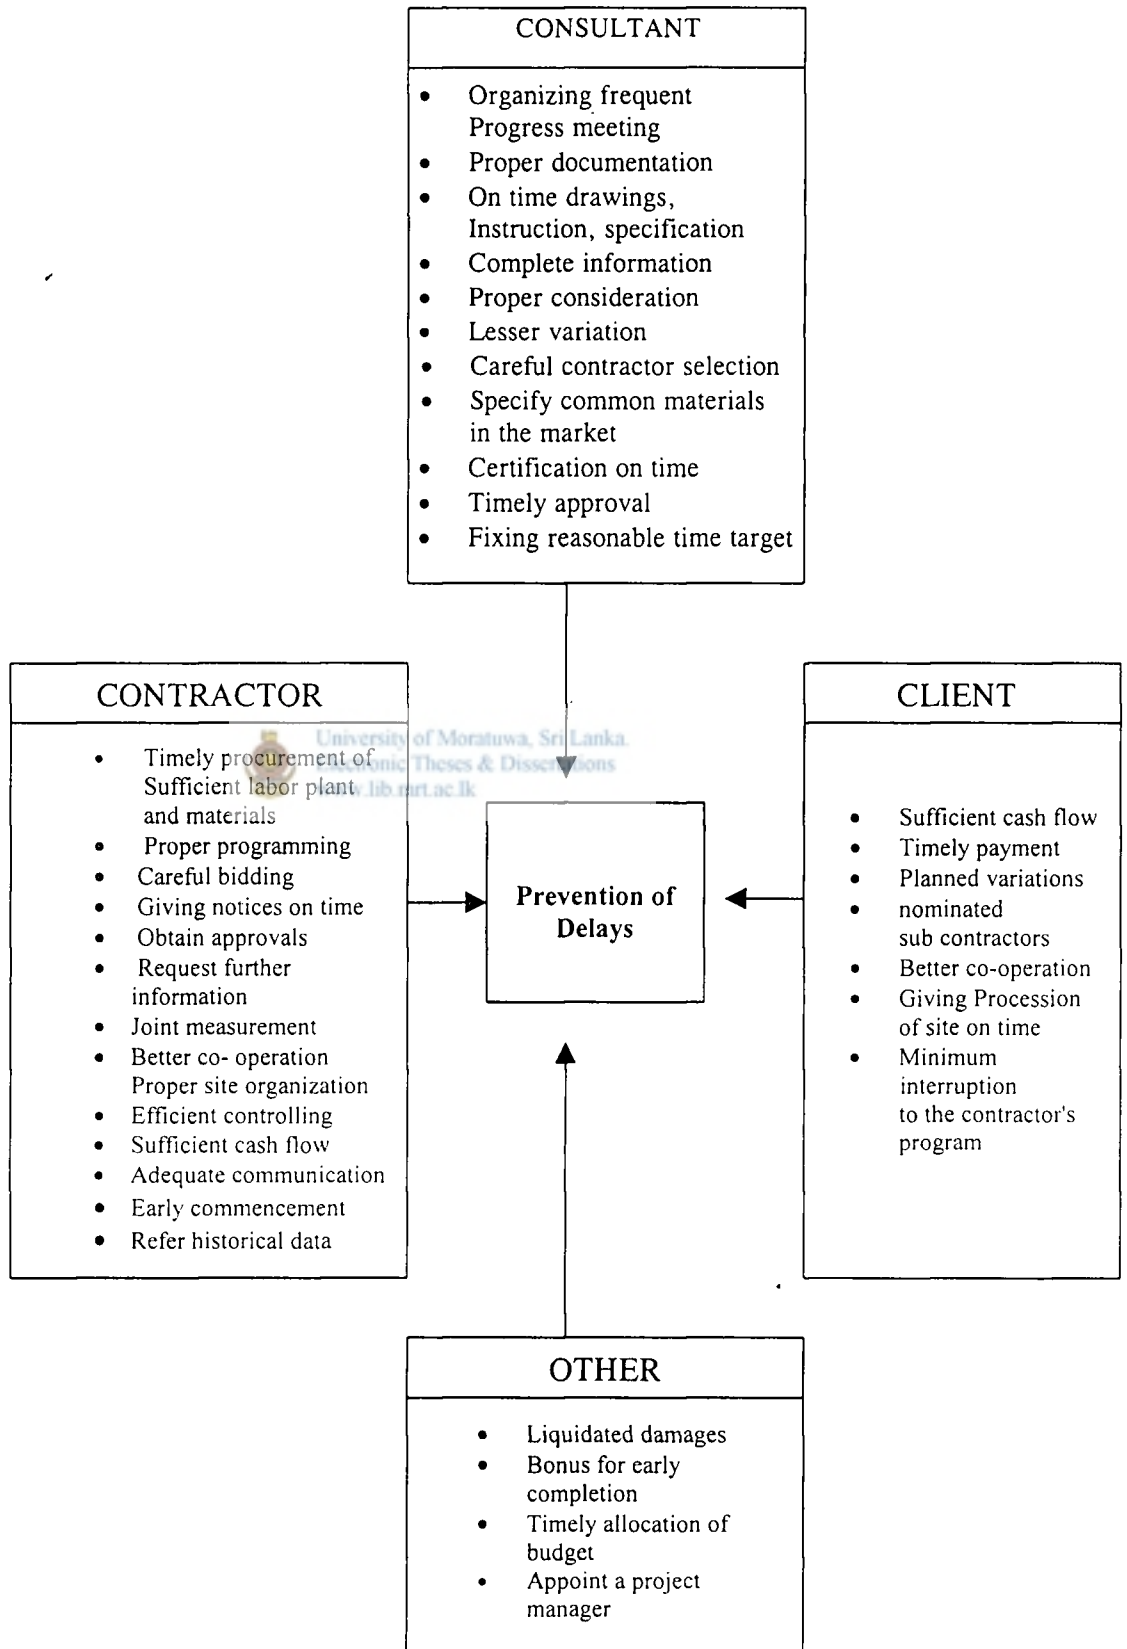 CONSULTANT
• Organizing frequent
Progress meeting
• Proper documentation
• On time drawings,
Instruction, specification
• Complete information
• Proper consideration
• Lesser variation
• Careful contractor selection
• Specify common materials
in the market
• Certification on time
• Timely approval
• Fixing reasonable time target
CONTRACTOR
• Timely procurement of
Sufficient labor plant
and materials
• Proper programming
• Careful bidding
• Giving notices on time
• Obtain approvals
• Request further
information
• Joint measurement
• Better co- operation
Proper site organization
• Efficient controlling
• Sufficient cash flow
• Adequate communication
• Early commencement
• Refer historical data
University of Moratuwa, Sri Lanka.
Electronic Theses & Dissertations
www.lib.mrt.ac.lk
Prevention of
Delays
CLIENT
• Sufficient cash flow
• Timely payment
• Planned variations
• nominated
sub contractors
• Better co-operation
• Giving Procession
of site on time
• Minimum
interruption
to the contractor's
program
OTHER
• Liquidated damages
• Bonus for early
completion
• Timely allocation of
budget
• Appoint a project
manager